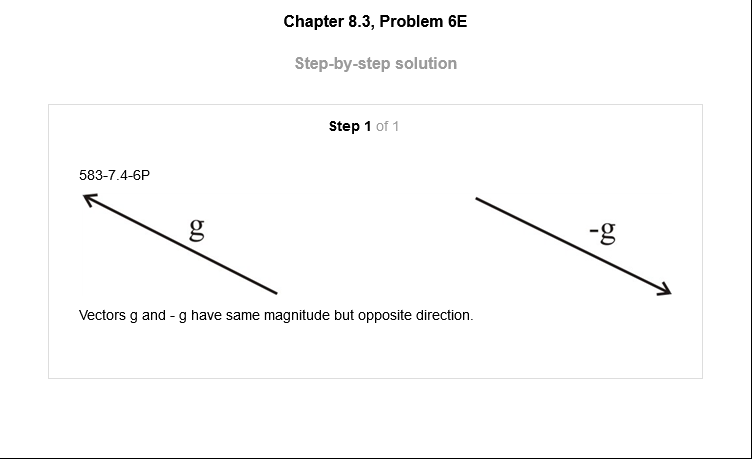 Chapter 8.3, Problem 6E
Step-by-step solution
Step 1 of 1
583-7.4-6P
g
-g
Vectors g and - g have same magnitude but opposite direction.